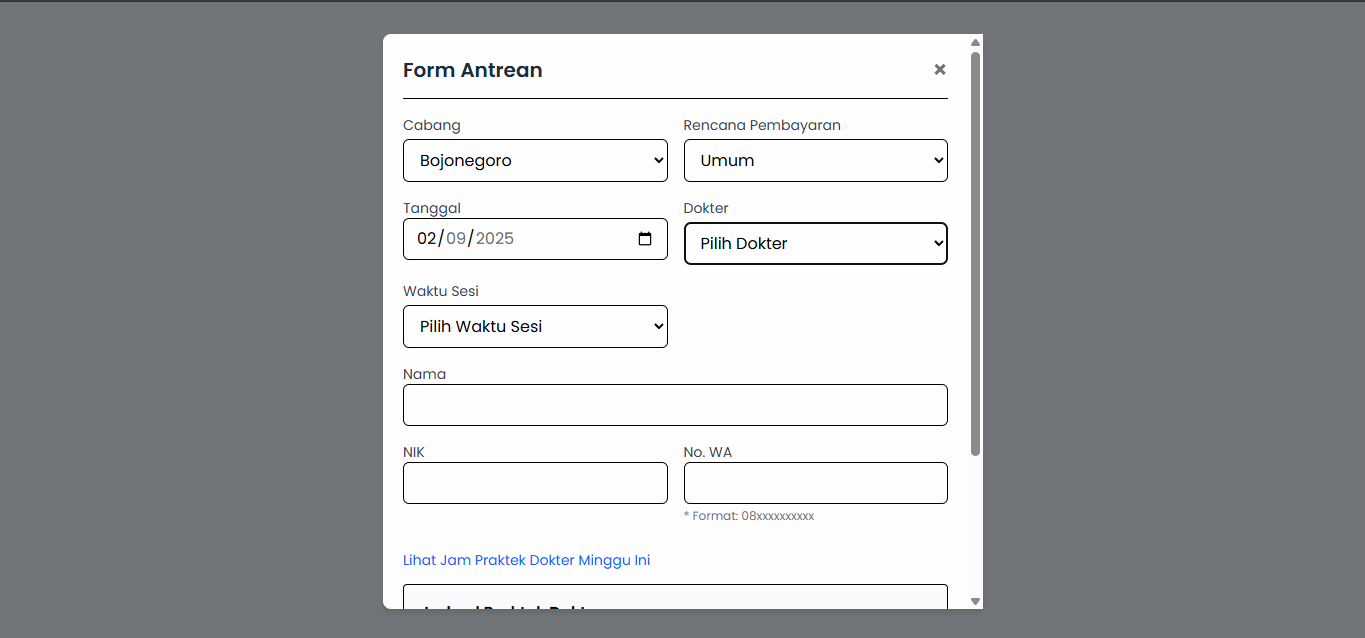 Form Antrean ×
Cabang Rencana Pembayaran
Bojonegoro Umum
Tanggal Dokter
02/09/2025 Pilih Dokter
Waktu Sesi
Pilih Waktu Sesi
Nama
NIK No. WA
* Format: 08xxxxxxxxxx
Lihat Jam Praktek Dokter Minggu Ini